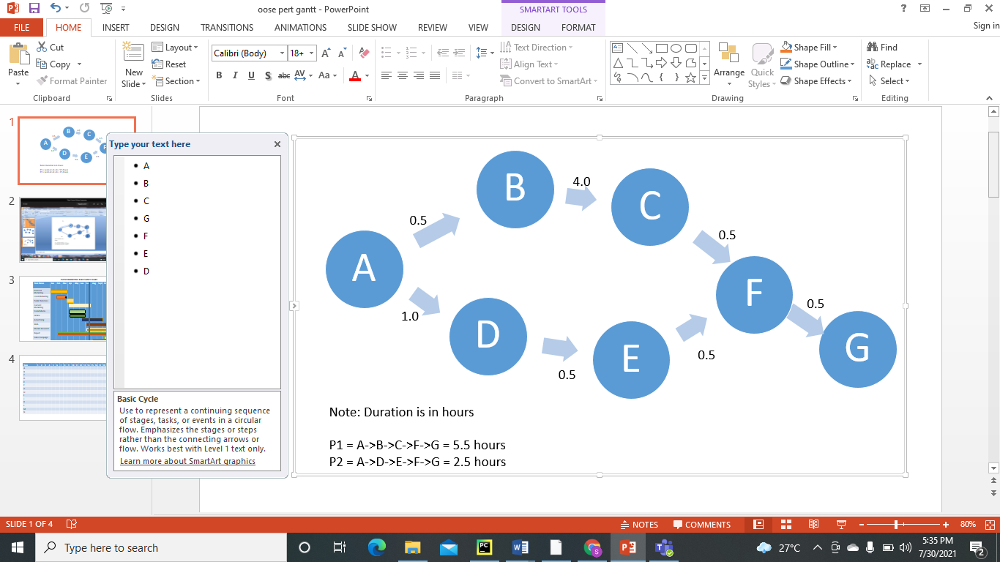 oose pert gantt - PowerPoint
SMARTART TOOLS
?
Sign in
FILE HOME INSERT DESIGN TRANSITIONS ANIMATIONS SLIDE SHOW REVIEW VIEW DESIGN FORMAT
Paste
Cut
Copy
Format Painter
Clipboard
New
Slide
Layout
Reset
Section
Slides
Calibri (Body) 18+
B I U S abc AV Aa A
Font
Text Direction
Align Text
Convert to SmartArt
Paragraph
Arrange
Quick
Styles
Shape Fill
Shape Outline
Shape Effects
Drawing
Find
Replace
Select
Editing
1
2
3
4
Type your text here
A
B
C
G
F
E
D
Basic Cycle
Use to represent a continuing sequence
of stages, tasks, or events in a circular
flow. Emphasizes the stages or steps
rather than the connecting arrows or
flow. Works best with Level 1 text only.
Learn more about SmartArt graphics
A
0.5
B
4.0
C
0.5
1.0
D
0.5
E
0.5
F
0.5
G
Note: Duration is in hours
P1 = A->B->C->F->G = 5.5 hours
P2 = A->D->E->F->G = 2.5 hours
SLIDE 1 OF 4
NOTES COMMENTS 80%
Type here to search
27°C
5:35 PM
7/30/2021
2